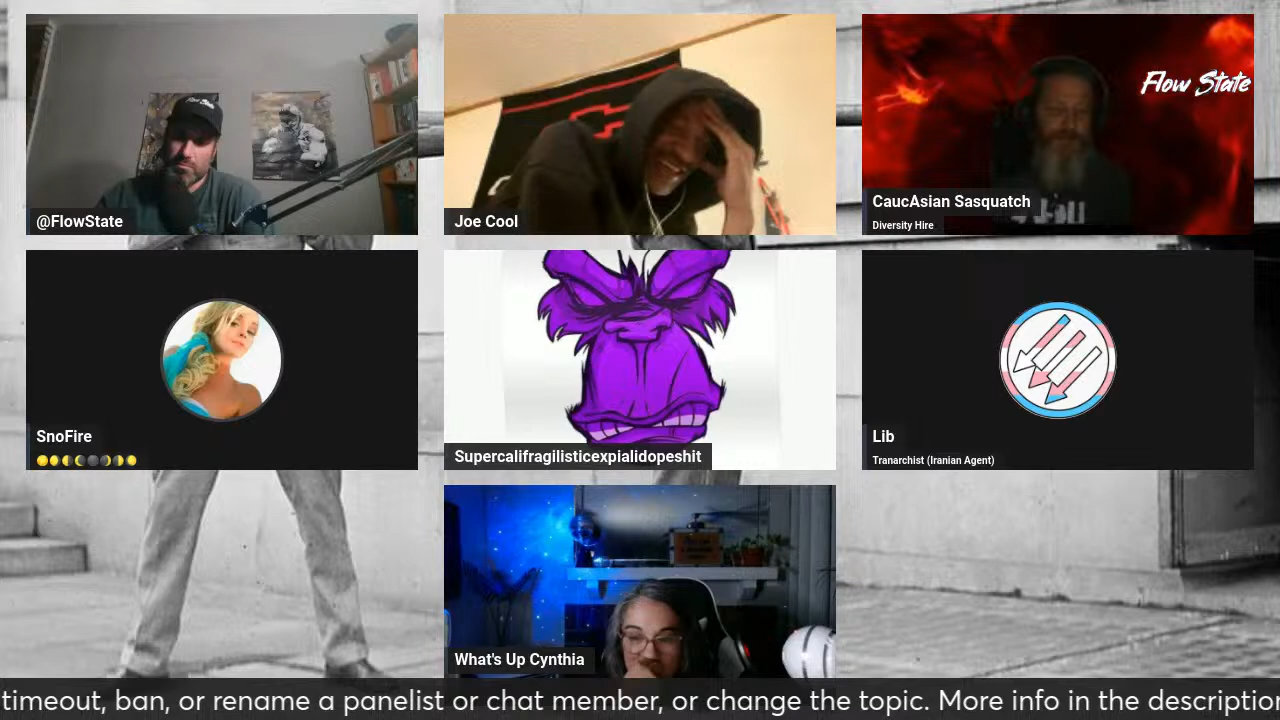 Flow State
@FlowState
Joe Cool
CaucAsian Sasquatch
Diversity Hire
SnoFire
Supercalifragilisticexpialidopeshit
Lib
Tranarchist (Iranian Agent)
What's Up Cynthia
timeout, ban, or rename a panelist or chat member, or change the topic. More info in the description